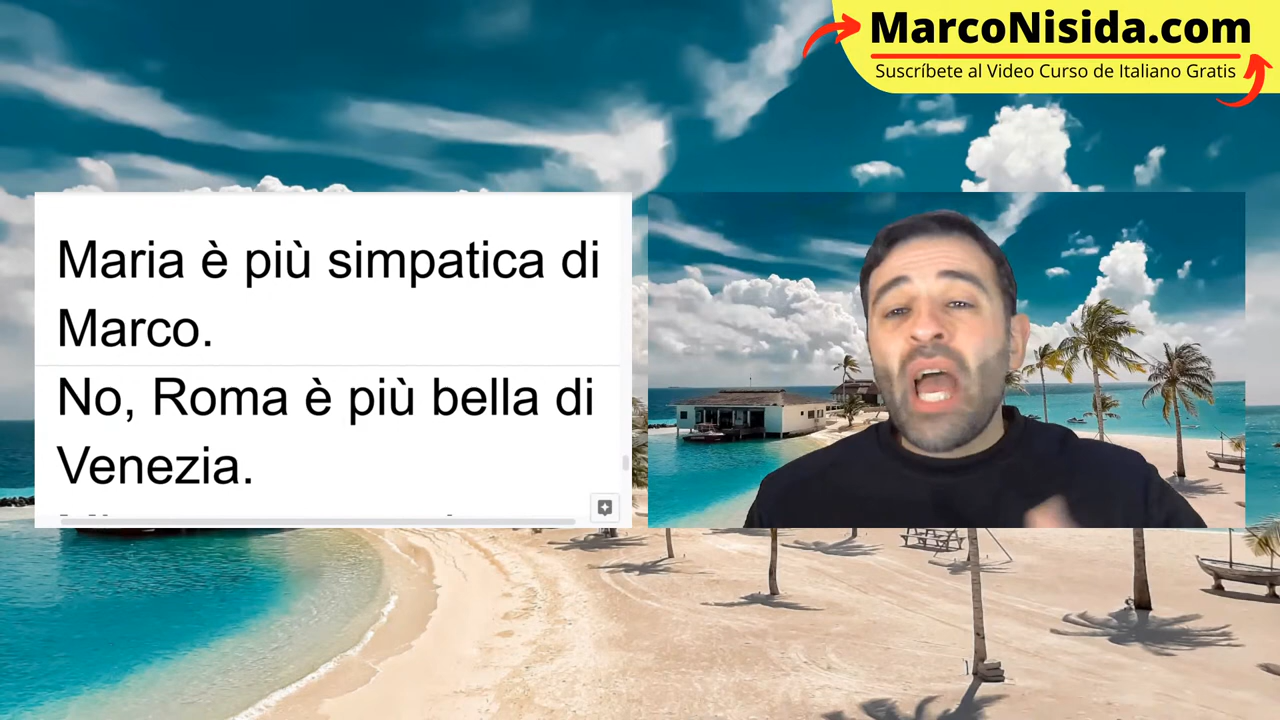 MarcoNisida.com
Suscríbete al Video Curso de Italiano Gratis
Maria è più simpatica di
Marco.
No, Roma è più bella di
Venezia.